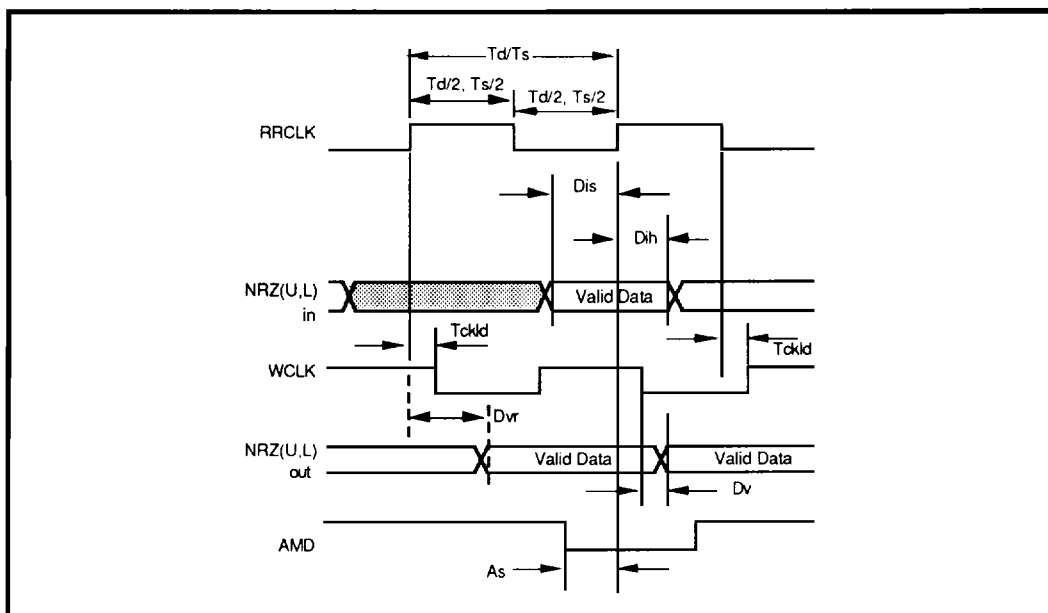 Td/Ts
Td/2, Ts/2
Td/2, Ts/2
RRCLK
Dis
Dih
NRZ(U,L)
in
Valid Data
Tckld
Tckld
WCLK
Dvr
NRZ(U,L)
out
Valid Data
Valid Data
Dv
AMD
As